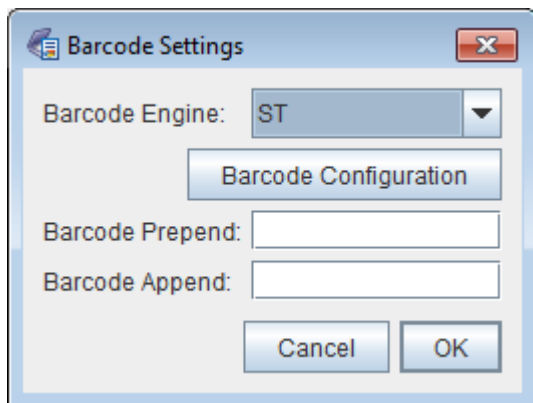 Barcode Settings
Barcode Engine: ST
Barcode Configuration
Barcode Prepend:
Barcode Append:
Cancel OK